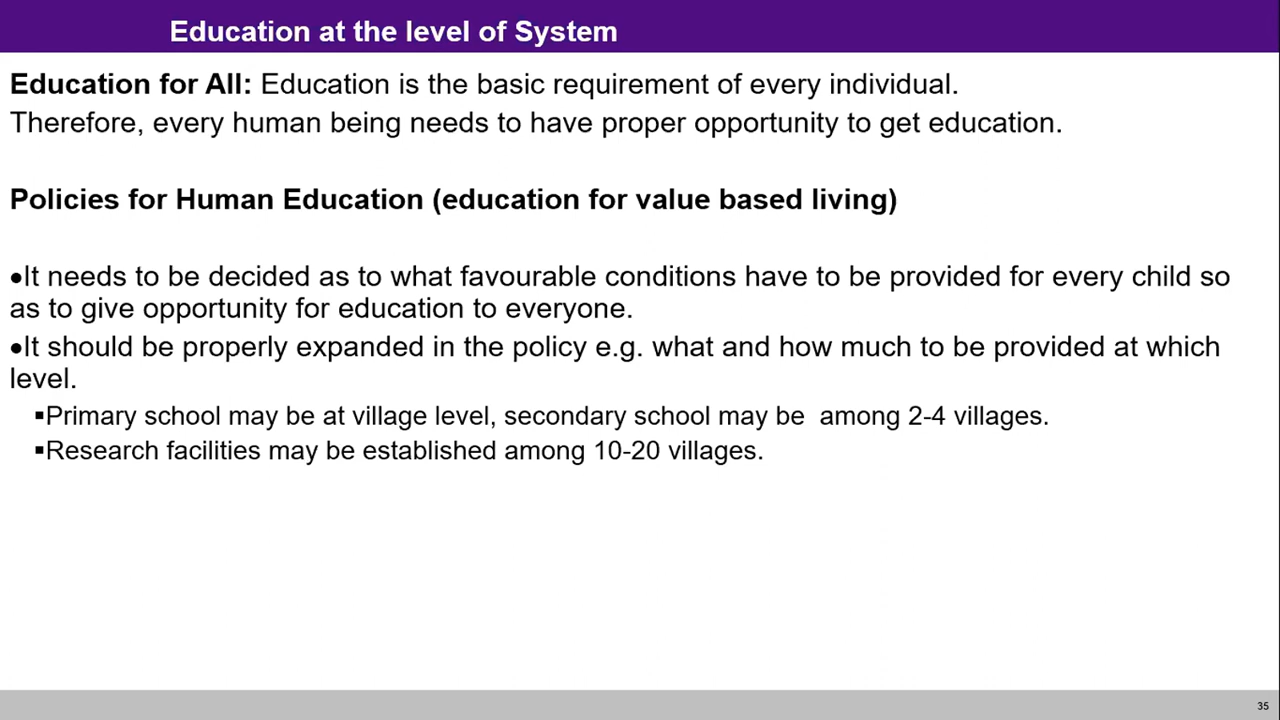 Education at the level of System
Education for All: Education is the basic requirement of every individual.
Therefore, every human being needs to have proper opportunity to get education.
Policies for Human Education (education for value based living)
•It needs to be decided as to what favourable conditions have to be provided for every child so
as to give opportunity for education to everyone.
•It should be properly expanded in the policy e.g. what and how much to be provided at which
level.
▪Primary school may be at village level, secondary school may be  among 2-4 villages.
▪Research facilities may be established among 10-20 villages.
35